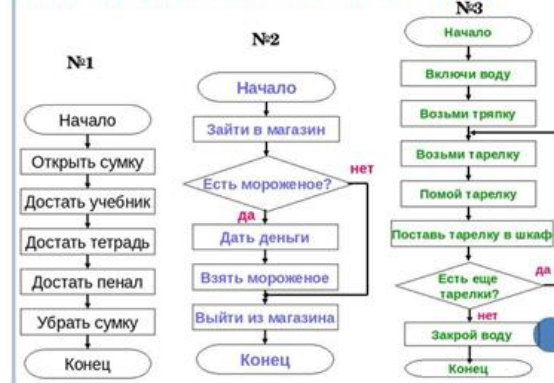 №1
Начало
Открыть сумку
Достать учебник
Достать тетрадь
Достать пенал
Убрать сумку
Конец
№2
Начало
Зайти в магазин
Есть мороженое?
нет
да
Дать деньги
Взять мороженое
Выйти из магазина
Конец
№3
Начало
Включи воду
Возьми тряпку
Возьми тарелку
Помой тарелку
Поставь тарелку в шкаф
Есть еще
тарелки?
да
нет
Закрой воду
Конец